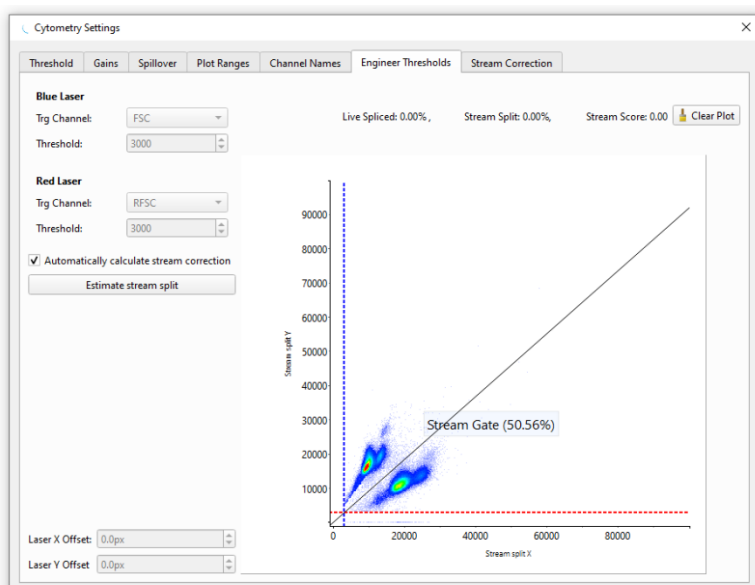 Cytometry Settings
Threshold Gains Spillover Plot Ranges Channel Names Engineer Thresholds Stream Correction
Blue Laser
Trg Channel: FSC
Threshold: 3000
Live Spliced: 0.00% , Stream Split: 0.00%, Stream Score: 0.00 Clear Plot
Red Laser
Trg Channel: RFSC
Threshold: 3000
Automatically calculate stream correction
Estimate stream split
90000
80000
70000
60000
50000
40000
30000
20000
10000
Stream split Y
Stream Gate (50.56%)
0 20000 40000 60000 80000
Stream split X
Laser X Offset: 0.0px
Laser Y Offset 0.0px